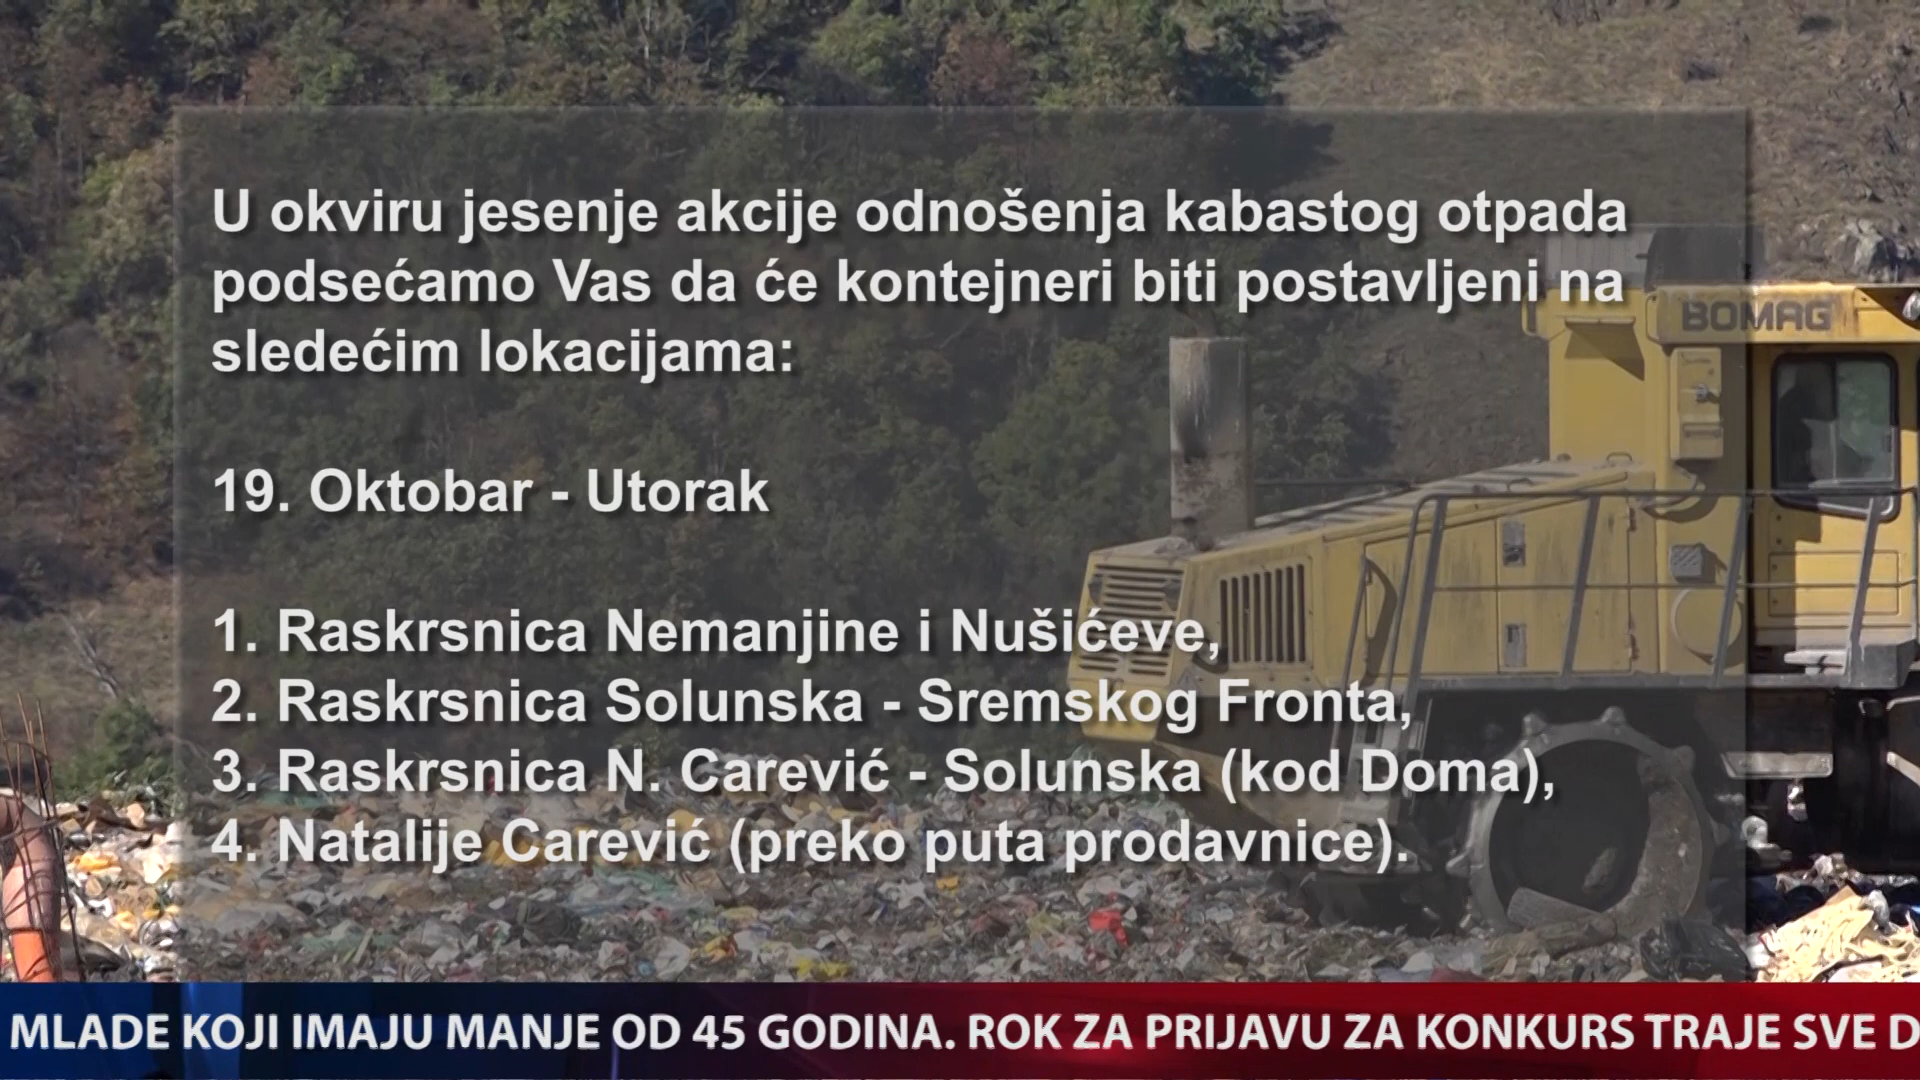 U okviru jesenje akcije odnošenja kabastog otpada
podsećamo Vas da će kontejneri biti postavljeni na
sledećim lokacijama:
19. Oktobar - Utorak
1. Raskrsnica Nemanjine i Nušićeve,
2. Raskrsnica Solunska - Sremskog Fronta,
3. Raskrsnica N. Carević - Solunska (kod Doma),
4. Natalije Carević (preko puta prodavnice).
BOMAG
MLADE KOJI IMAJU MANJE OD 45 GODINA. ROK ZA PRIJAVU ZA KONKURS TRAJE SVE D